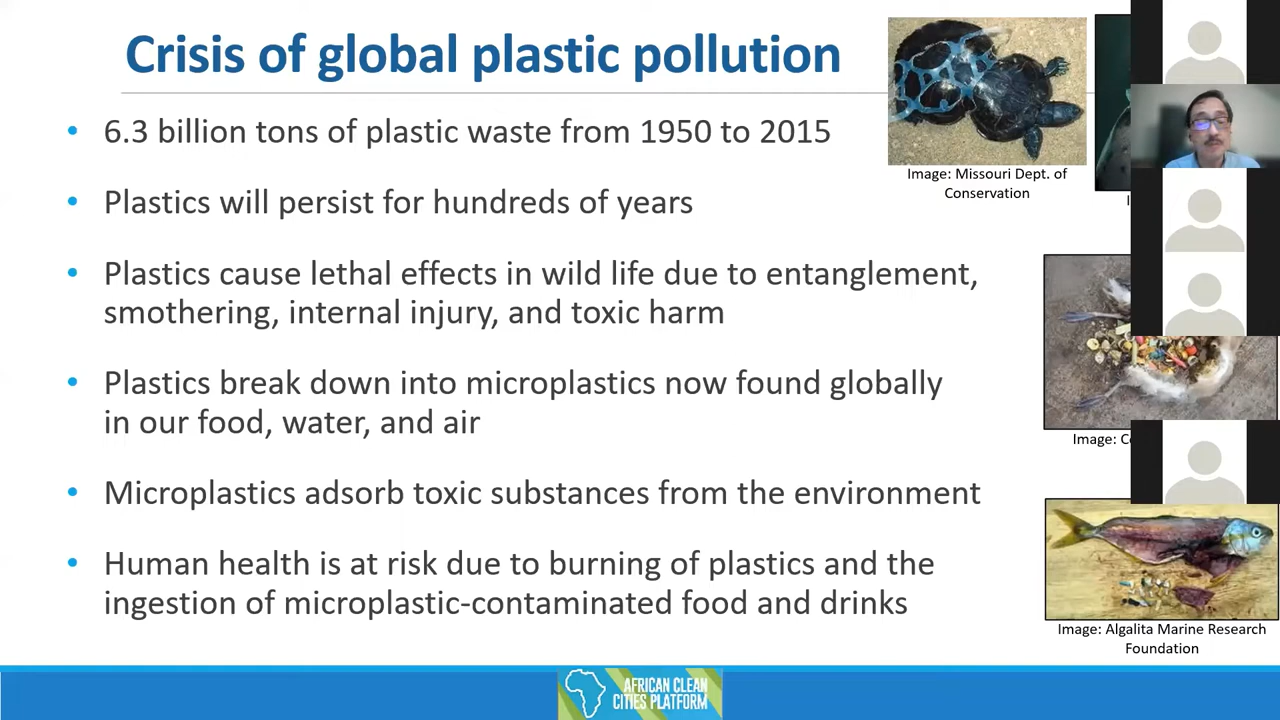 Crisis of global plastic pollution
• 6.3 billion tons of plastic waste from 1950 to 2015
• Plastics will persist for hundreds of years
• Plastics cause lethal effects in wild life due to entanglement,
smothering, internal injury, and toxic harm
• Plastics break down into microplastics now found globally
in our food, water, and air
• Microplastics adsorb toxic substances from the environment
• Human health is at risk due to burning of plastics and the
ingestion of microplastic-contaminated food and drinks
Image: Missouri Dept. of
Conservation
Image:
Image: Algalita Marine Research
Foundation
AFRICAN CLEAN
CITIES PLATFORM